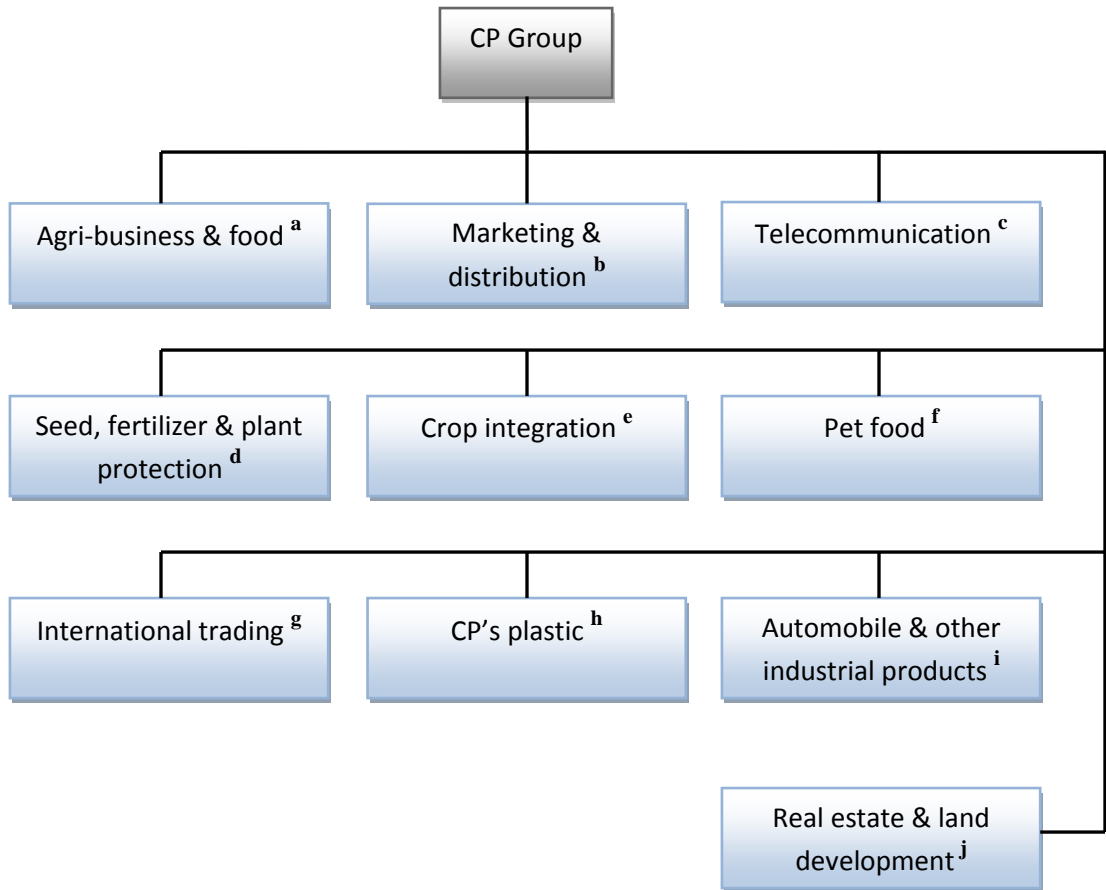 CP Group
Agri-business & food a
Marketing &
distribution b
Telecommunication c
Seed, fertilizer & plant
protection d
Crop integration e
Pet food f
International trading g
CP’s plastic h
Automobile & other
industrial products i
Real estate & land
development j